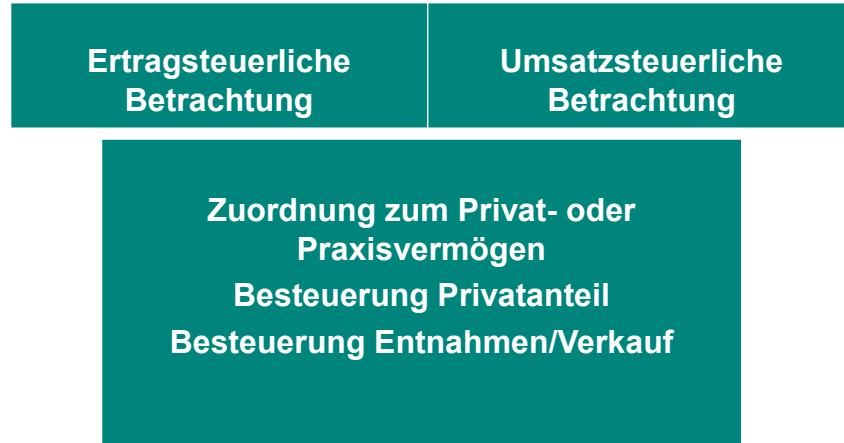 Ertragsteuerliche
Betrachtung
Umsatzsteuerliche
Betrachtung
Zuordnung zum Privat- oder
Praxisvermögen
Besteuerung Privatanteil
Besteuerung Entnahmen/Verkauf